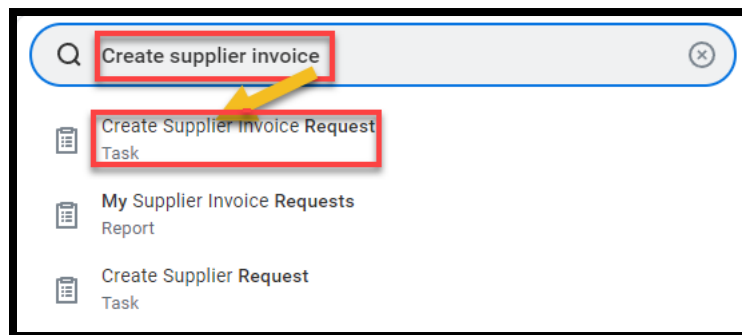 Create supplier invoice
Create Supplier Invoice Request
Task
My Supplier Invoice Requests
Report
Create Supplier Request
Task